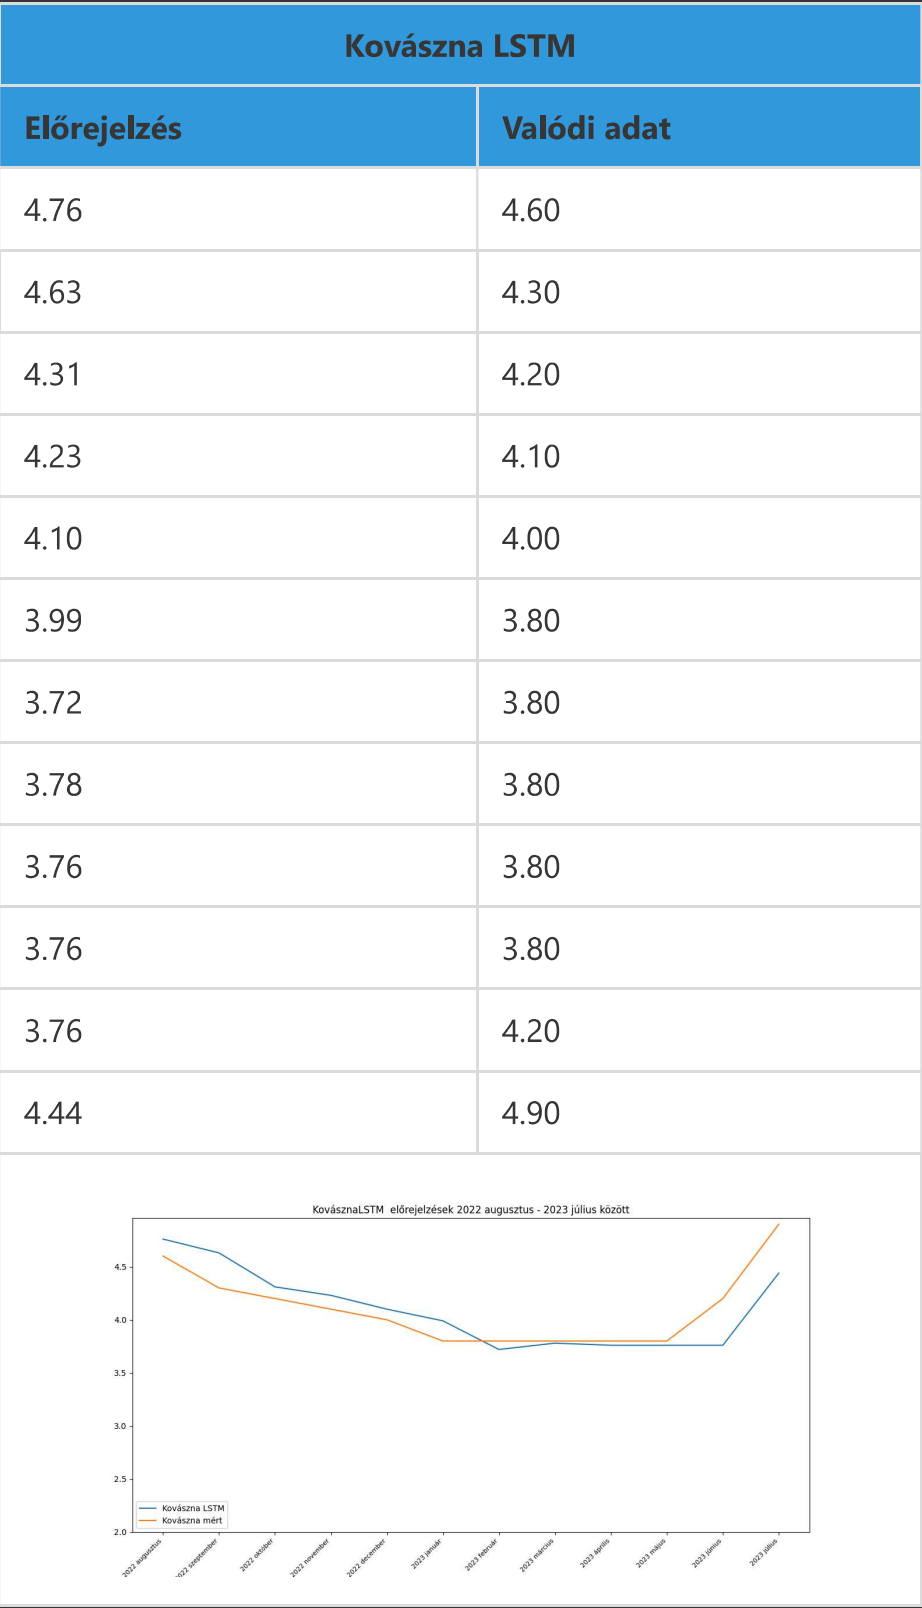 Kovászna LSTM
Előrejelzés Valódi adat
4.76 4.60
4.63 4.30
4.31 4.20
4.23 4.10
4.10 4.00
3.99 3.80
3.72 3.80
3.78 3.80
3.76 3.80
3.76 3.80
3.76 4.20
4.44 4.90
KovásznaLSTM előrejelzések 2022 augusztus - 2023 július között
4.5
4.0
3.5
3.0
2.5
2.0
Kovászna LSTM
Kovászna mért
2022 augusztus
022 szeptember
2022 október
2022 november
2022 december
2023 január
2023 február
2023 március
2023 április
2023 május
2023 június
2023 július